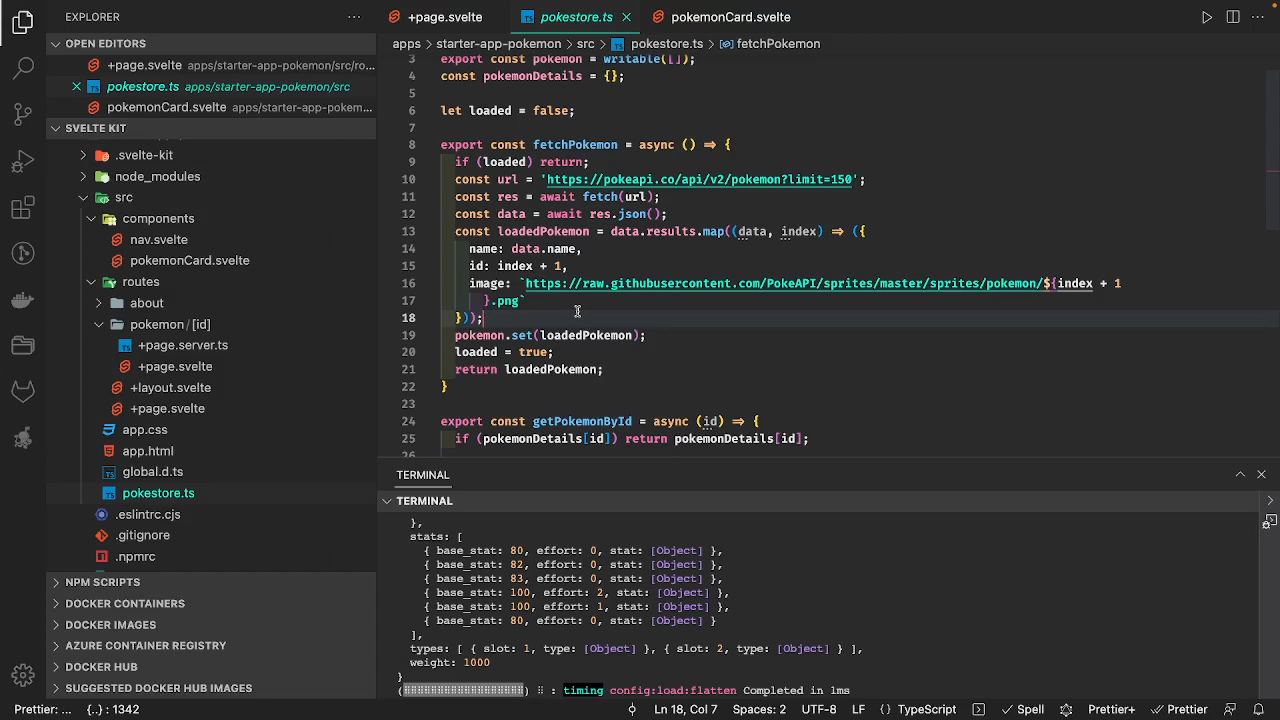 EXPLORER
OPEN EDITORS
+page.svelte apps/starter-app-pokemon/src/ro...
pokestore.ts apps/starter-app-pokemon/src
pokemonCard.svelte apps/starter-app-pokem...
SVELTE KIT
.svelte-kit
node_modules
src
components
nav.svelte
pokemonCard.svelte
routes
about
pokemon/[id]
+page.server.ts
+page.svelte
+layout.svelte
+page.svelte
app.css
app.html
global.d.ts
pokestore.ts
.eslintrc.cjs
.gitignore
.npmrc
NPM SCRIPTS
DOCKER CONTAINERS
DOCKER IMAGES
AZURE CONTAINER REGISTRY
DOCKER HUB
SUGGESTED DOCKER HUB IMAGES
+page.svelte pokestore.ts pokemonCard.svelte
apps > starter-app-pokemon > src > TS pokestore.ts > fetchPokemon
3 export const pokemon = writable([]);
4 const pokemonDetails = {};
5
6 let loaded = false;
7
8 export const fetchPokemon = async () => {
9 if (loaded) return;
10 const url = 'https://pokeapi.co/api/v2/pokemon?limit=150';
11 const res = await fetch(url);
12 const data = await res.json();
13 const loadedPokemon = data.results.map((data, index) => ({
14 name: data.name,
15 id: index + 1,
16 image: `https://raw.githubusercontent.com/PokeAPI/sprites/master/sprites/pokemon/${index + 1
17 }.png`
18 }));
19 pokemon.set(loadedPokemon);
20 loaded = true;
21 return loadedPokemon;
22 }
23
24 export const getPokemonById = async (id) => {
25 if (pokemonDetails[id]) return pokemonDetails[id];
26
TERMINAL
TERMINAL
},
stats: [
{ base_stat: 80, effort: 0, stat: [Object] },
{ base_stat: 82, effort: 0, stat: [Object] },
{ base_stat: 83, effort: 0, stat: [Object] },
{ base_stat: 100, effort: 2, stat: [Object] },
{ base_stat: 100, effort: 1, stat: [Object] },
{ base_stat: 80, effort: 0, stat: [Object] }
],
types: [ { slot: 1, type: [Object] }, { slot: 2, type: [Object] } ],
weight: 1000
}
(⠿⠿⠿⠿⠿⠿⠿⠿⠿⠿⠿⠿⠿⠿⠿⠿⠿⠿) ⠏ : timing config:load:flatten Completed in 1ms
Prettier: ... {..} : 1342 Ln 18, Col 7 Spaces: 2 UTF-8 LF {} TypeScript Spell Prettier+ Prettier